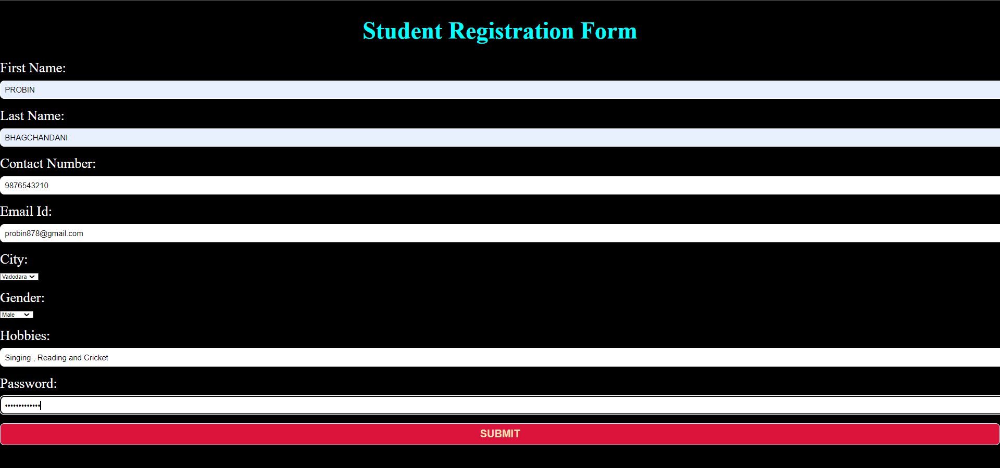 Student Registration Form
First Name:
PROBIN
Last Name:
BHAGCHANDANI
Contact Number:
9876543210
Email Id:
probin878@gmail.com
City:
Vadodara
Gender:
Male
Hobbies:
Singing , Reading and Cricket
Password:
•••••••••••••
SUBMIT